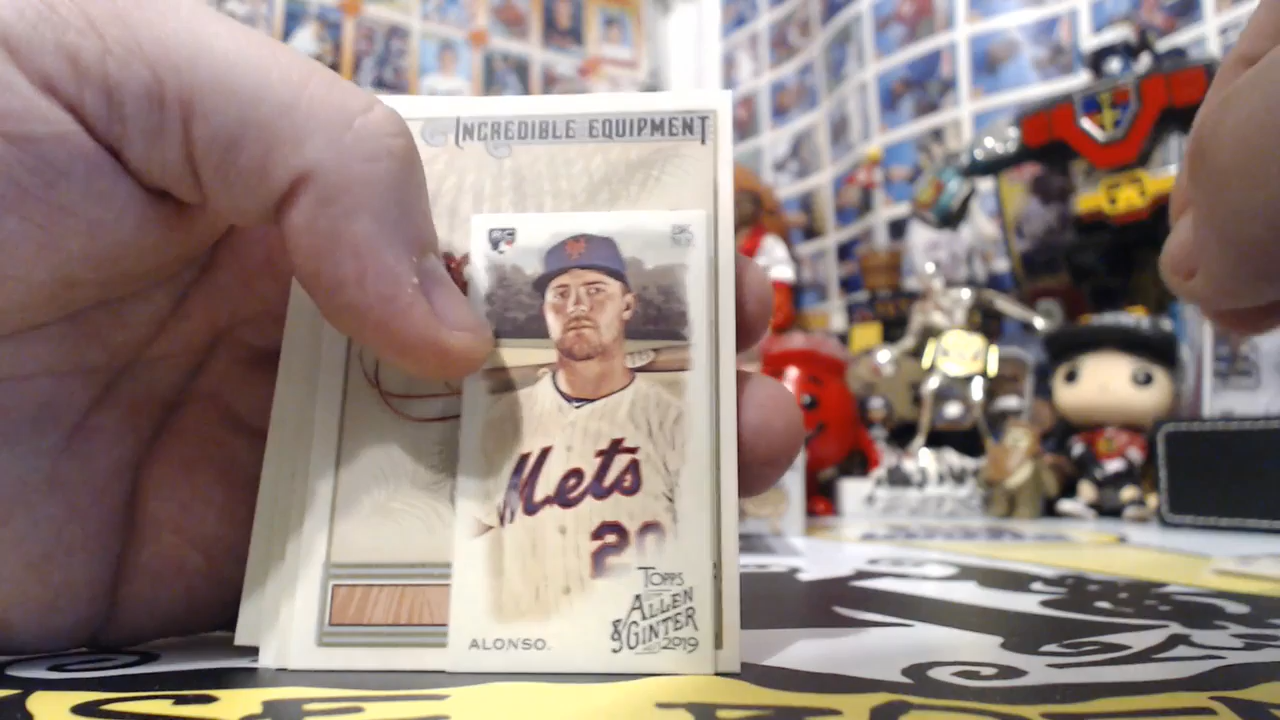 INCREDIBLE EQUIPMENT
RC
Mets
20
TOPPS
ALLEN
& GINTER
2019
ALONSO.